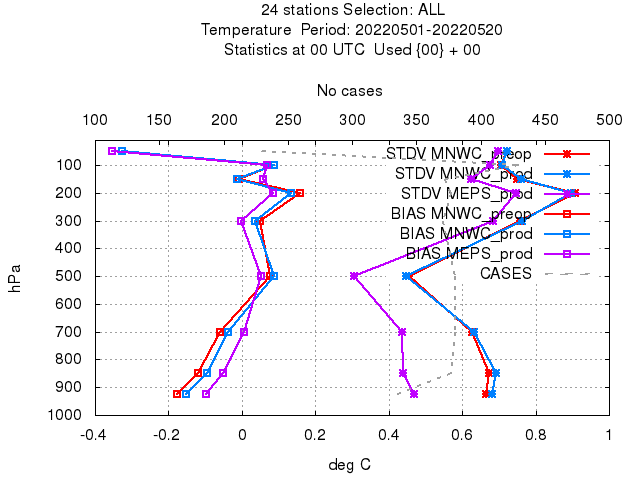 24 stations Selection: ALL
Temperature Period: 20220501-20220520
Statistics at 00 UTC Used {00} + 00
No cases
100 150 200 250 300 350 400 450 500
STDV MNWC_preop
STDV MNWC_prod
STDV MEPS_prod
BIAS MNWC_preop
BIAS MNWC_prod
BIAS MEPS_prod
CASES
100
200
300
400
500
600
700
800
900
1000
hPa
-0.4 -0.2 0 0.2 0.4 0.6 0.8 1
deg C